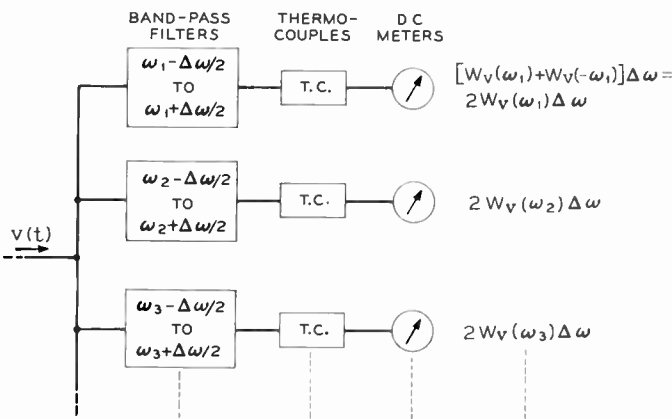 BAND-PASS FILTERS
THERMO-COUPLES
DC METERS
ω₁-Δω/2
TO
ω₁+Δω/2
T.C.
[Wᵥ(ω₁)+Wᵥ(-ω₁)]Δω=
2Wᵥ(ω₁)Δω
ω₂-Δω/2
TO
ω₂+Δω/2
T.C.
2Wᵥ(ω₂)Δω
v(t)
ω₃-Δω/2
TO
ω₃+Δω/2
T.C.
2Wᵥ(ω₃)Δω